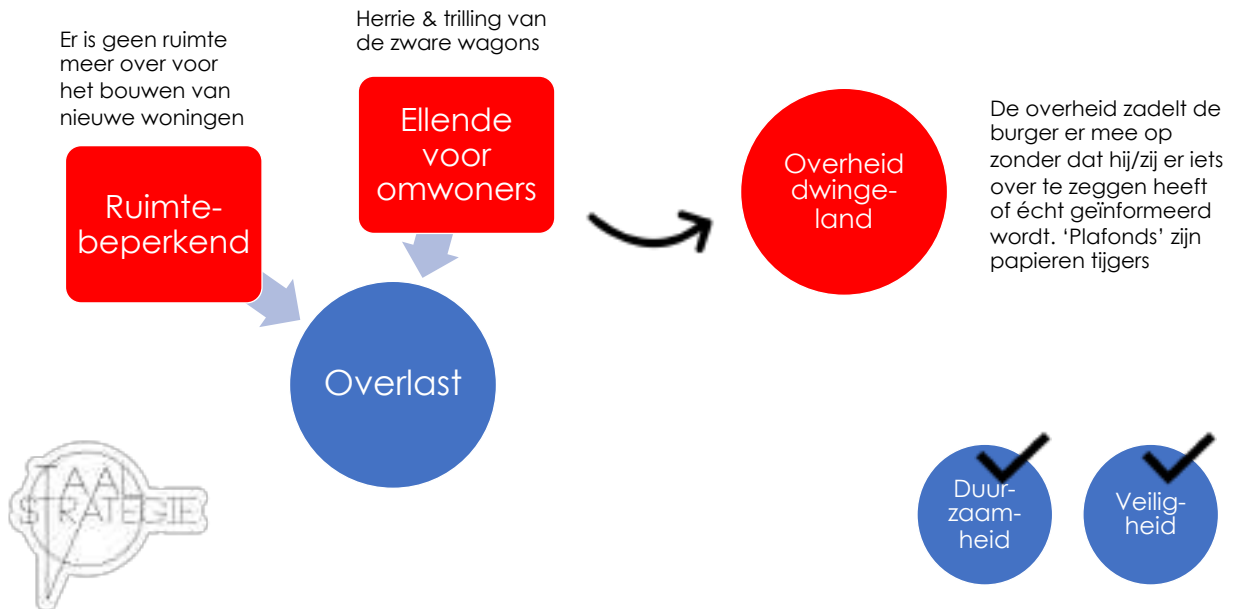 Er is geen ruimte
meer over voor
het bouwen van
nieuwe woningen
Ruimte-
beperkend
Herrie & trilling van
de zware wagons
Ellende
voor
omwoners
Overlast
Overheid
dwinge-
land
De overheid zadelt de
burger er mee op
zonder dat hij/zij er iets
over te zeggen heeft
of écht geïnformeerd
wordt. ‘Plafonds’ zijn
papieren tijgers
TAAL
STRATEGIE
Duur-
zaam-
heid
Veilig-
heid